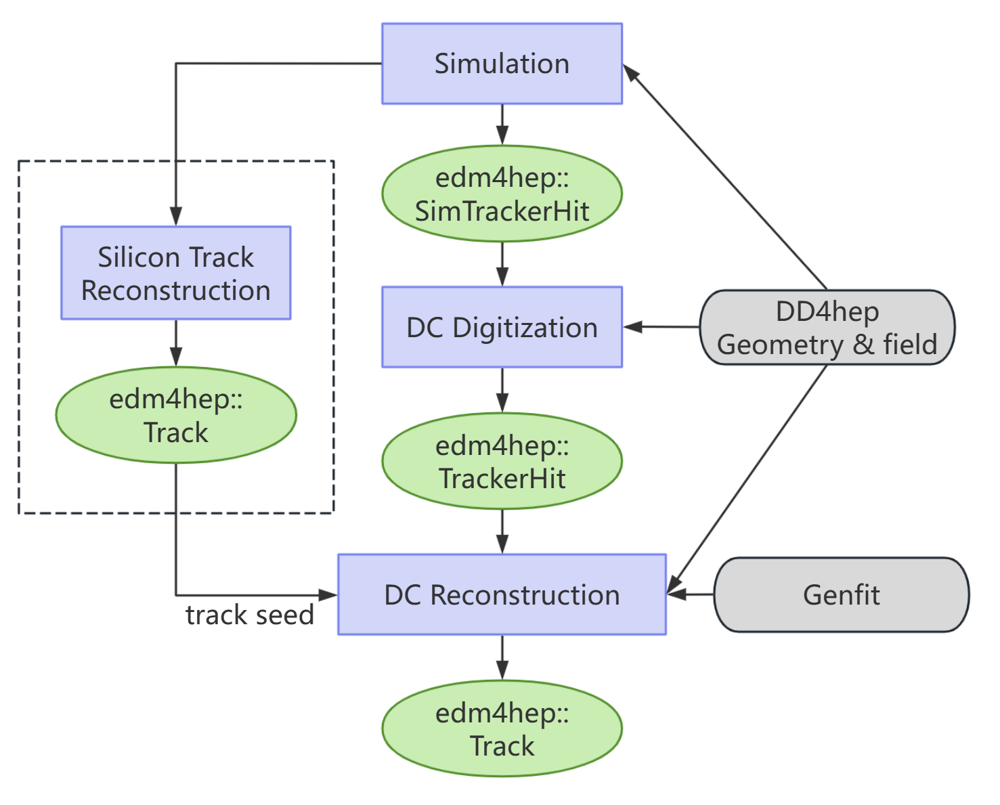 Simulation
edm4hep::
SimTrackerHit
Silicon Track
Reconstruction
DC Digitization
DD4hep
Geometry & field
edm4hep::
Track
edm4hep::
TrackerHit
track seed
DC Reconstruction
Genfit
edm4hep::
Track